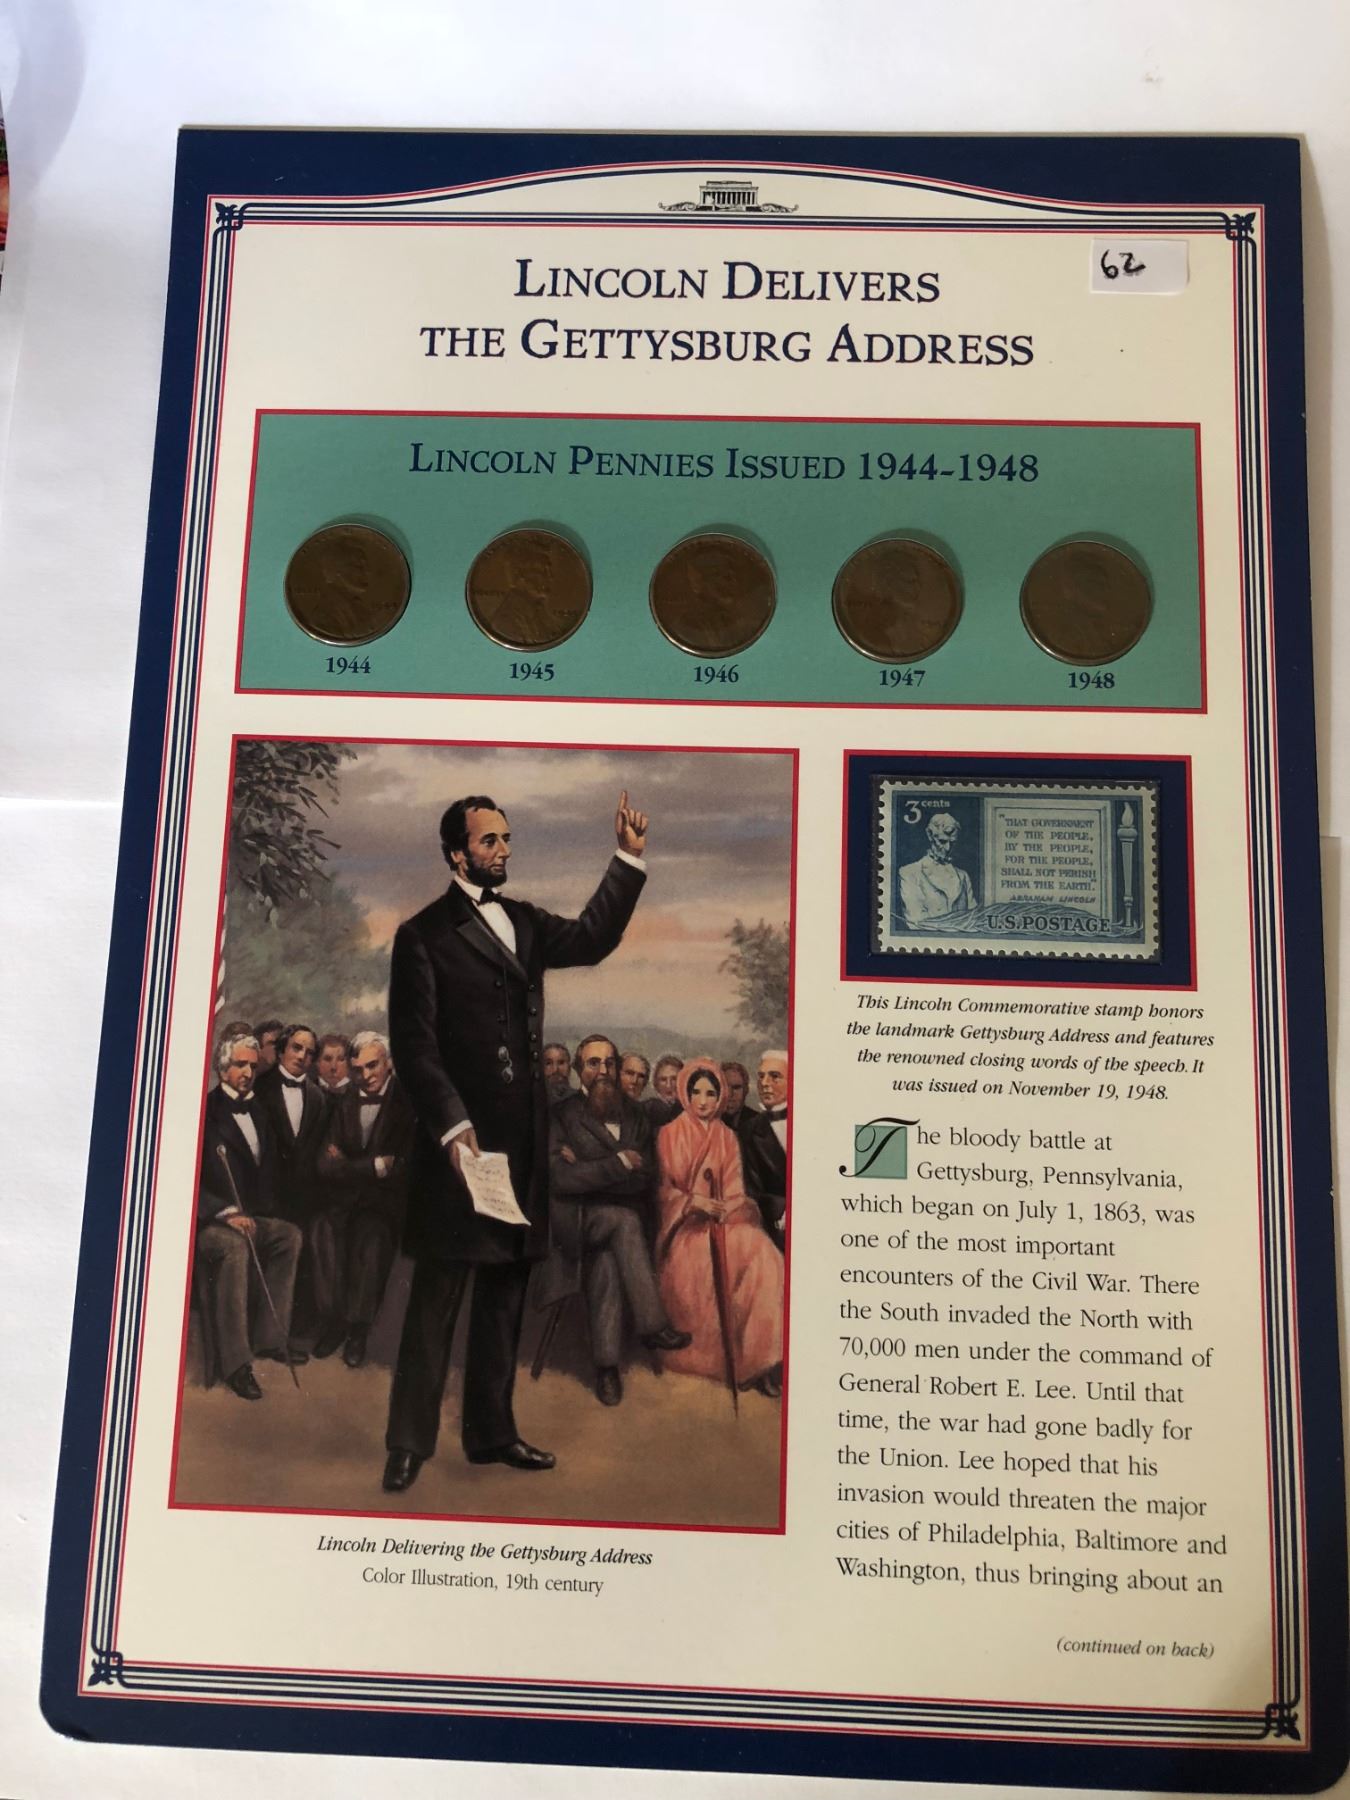 62
LINCOLN DELIVERS
THE GETTYSBURG ADDRESS
LINCOLN PENNIES ISSUED 1944-1948
1944
1945
1946
1947
1948
3 cents
"THAT GOVERNMENT
OF THE PEOPLE,
BY THE PEOPLE,
FOR THE PEOPLE,
SHALL NOT PERISH
FROM THE EARTH."
ABRAHAM LINCOLN
U.S. POSTAGE
This Lincoln Commemorative stamp honors
the landmark Gettysburg Address and features
the renowned closing words of the speech. It
was issued on November 19, 1948.
The bloody battle at
Gettysburg, Pennsylvania,
which began on July 1, 1863, was
one of the most important
encounters of the Civil War. There
the South invaded the North with
70,000 men under the command of
General Robert E. Lee. Until that
time, the war had gone badly for
the Union. Lee hoped that his
invasion would threaten the major
cities of Philadelphia, Baltimore and
Washington, thus bringing about an
(continued on back)
Lincoln Delivering the Gettysburg Address
Color Illustration, 19th century